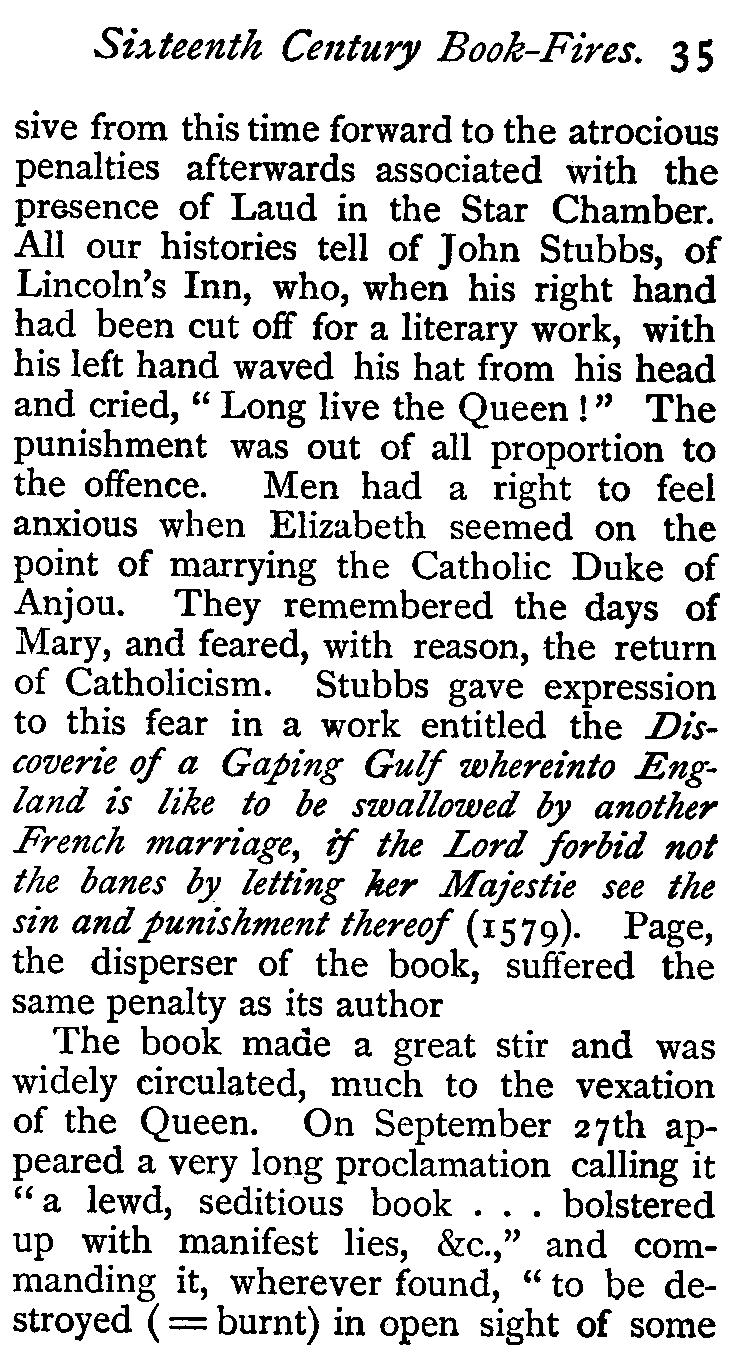 Sixteenth Century Book-Fires. 35
sive from this time forward to the atrocious
penalties afterwards associated with the
presence of Laud in the Star Chamber.
All our histories tell of John Stubbs, of
Lincoln's Inn, who, when his right hand
had been cut off for a literary work, with
his left hand waved his hat from his head
and cried, “ Long live the Queen ! ” The
punishment was out of all proportion to
the offence. Men had a right to feel
anxious when Elizabeth seemed on the
point of marrying the Catholic Duke of
Anjou. They remembered the days of
Mary, and feared, with reason, the return
of Catholicism. Stubbs gave expression
to this fear in a work entitled the Dis-
coverie of a Gaping Gulf whereinto Eng-
land is like to be swallowed by another
French marriage, if the Lord forbid not
the banes by letting her Majestie see the
sin and punishment thereof (1579). Page,
the disperser of the book, suffered the
same penalty as its author
The book made a great stir and was
widely circulated, much to the vexation
of the Queen. On September 27th ap-
peared a very long proclamation calling it
“ a lewd, seditious book . . . bolstered
up with manifest lies, &c.,” and com-
manding it, wherever found, “ to be de-
stroyed ( = burnt) in open sight of some